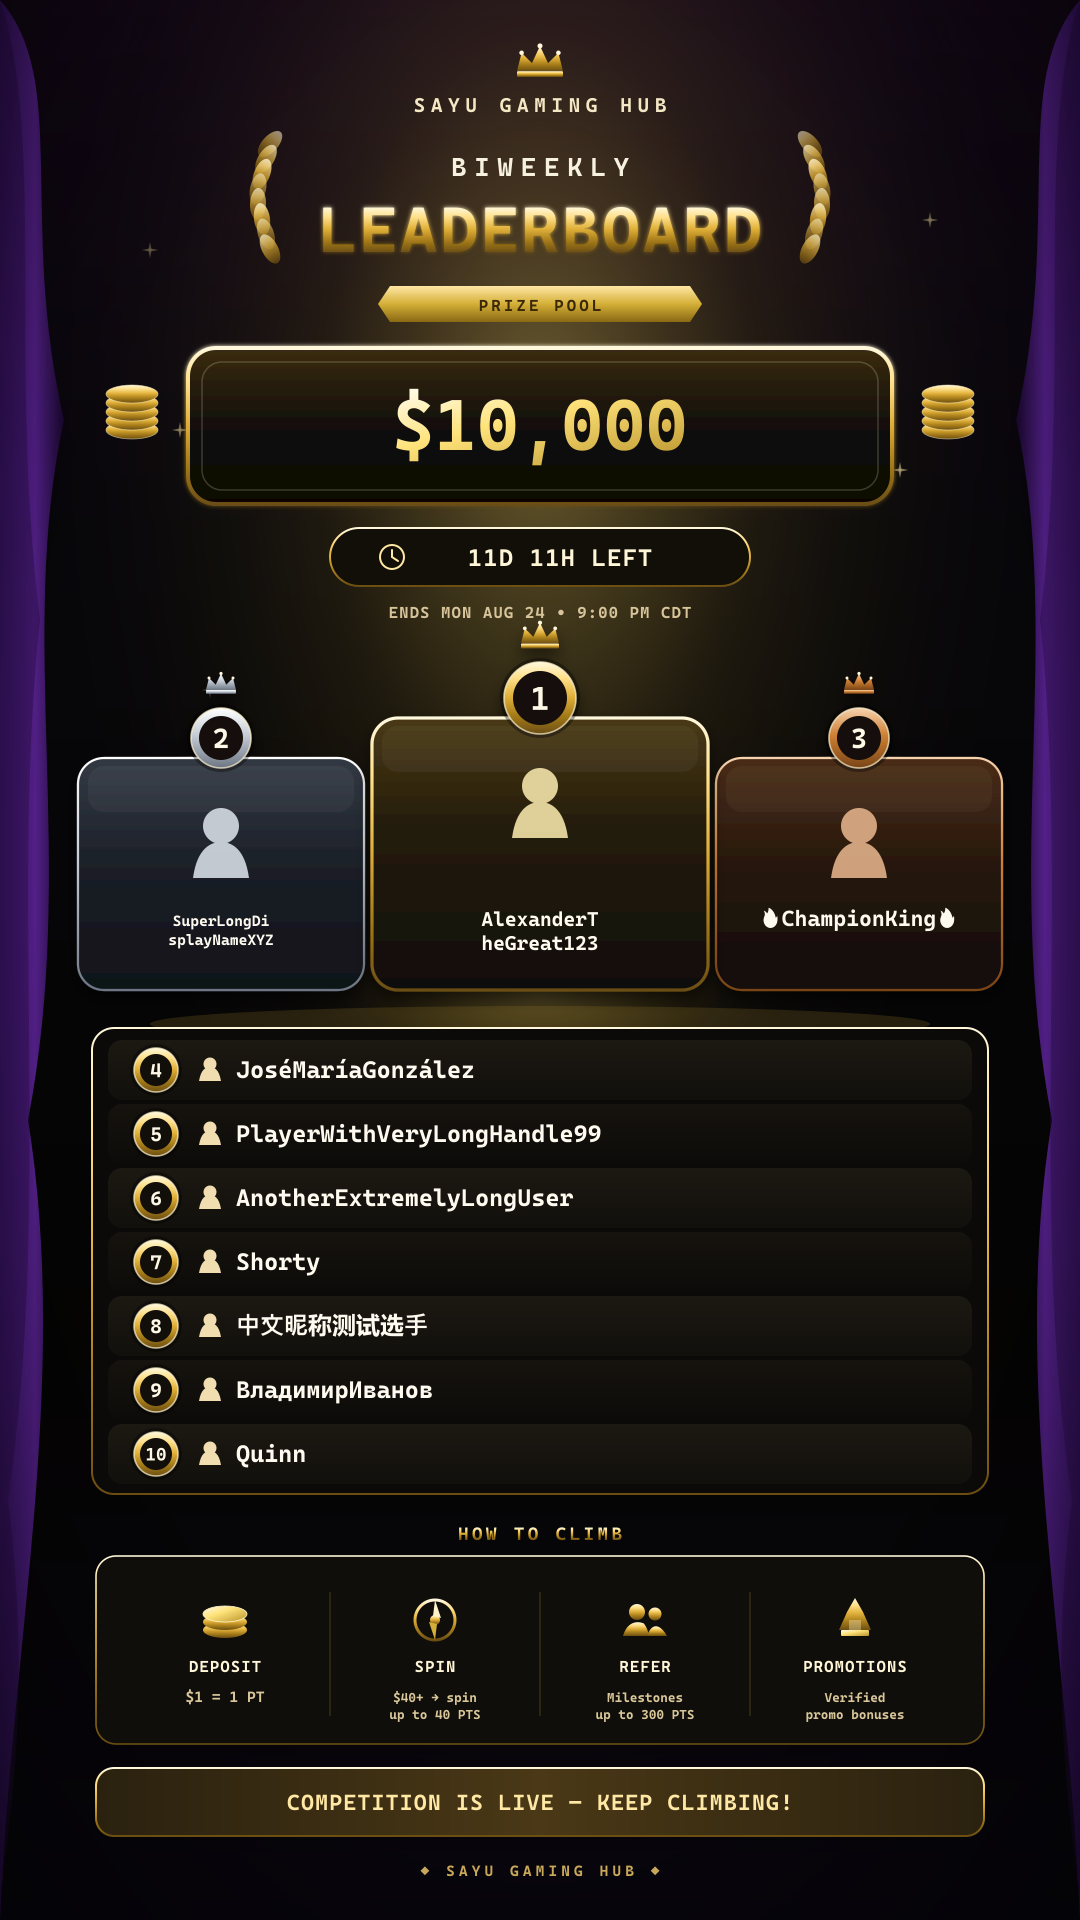 SAYU GAMING HUB
BIWEEKLY
LEADERBOARD
PRIZE POOL
$10,000
11D 11H LEFT
ENDS MON AUG 24 • 9:00 PM CDT
1
2
3
SuperLongDi
splayNameXYZ
AlexanderT
heGreat123
🔥ChampionKing🔥
4 JoséMaríaGonzález
5 PlayerWithVeryLongHandle99
6 AnotherExtremelyLongUser
7 Shorty
8 中文昵称测试选手
9 ВладимирИванов
10 Quinn
HOW TO CLIMB
DEPOSIT
$1 = 1 PT
SPIN
$40+ → spin
up to 40 PTS
REFER
Milestones
up to 300 PTS
PROMOTIONS
Verified
promo bonuses
COMPETITION IS LIVE — KEEP CLIMBING!
◆ SAYU GAMING HUB ◆